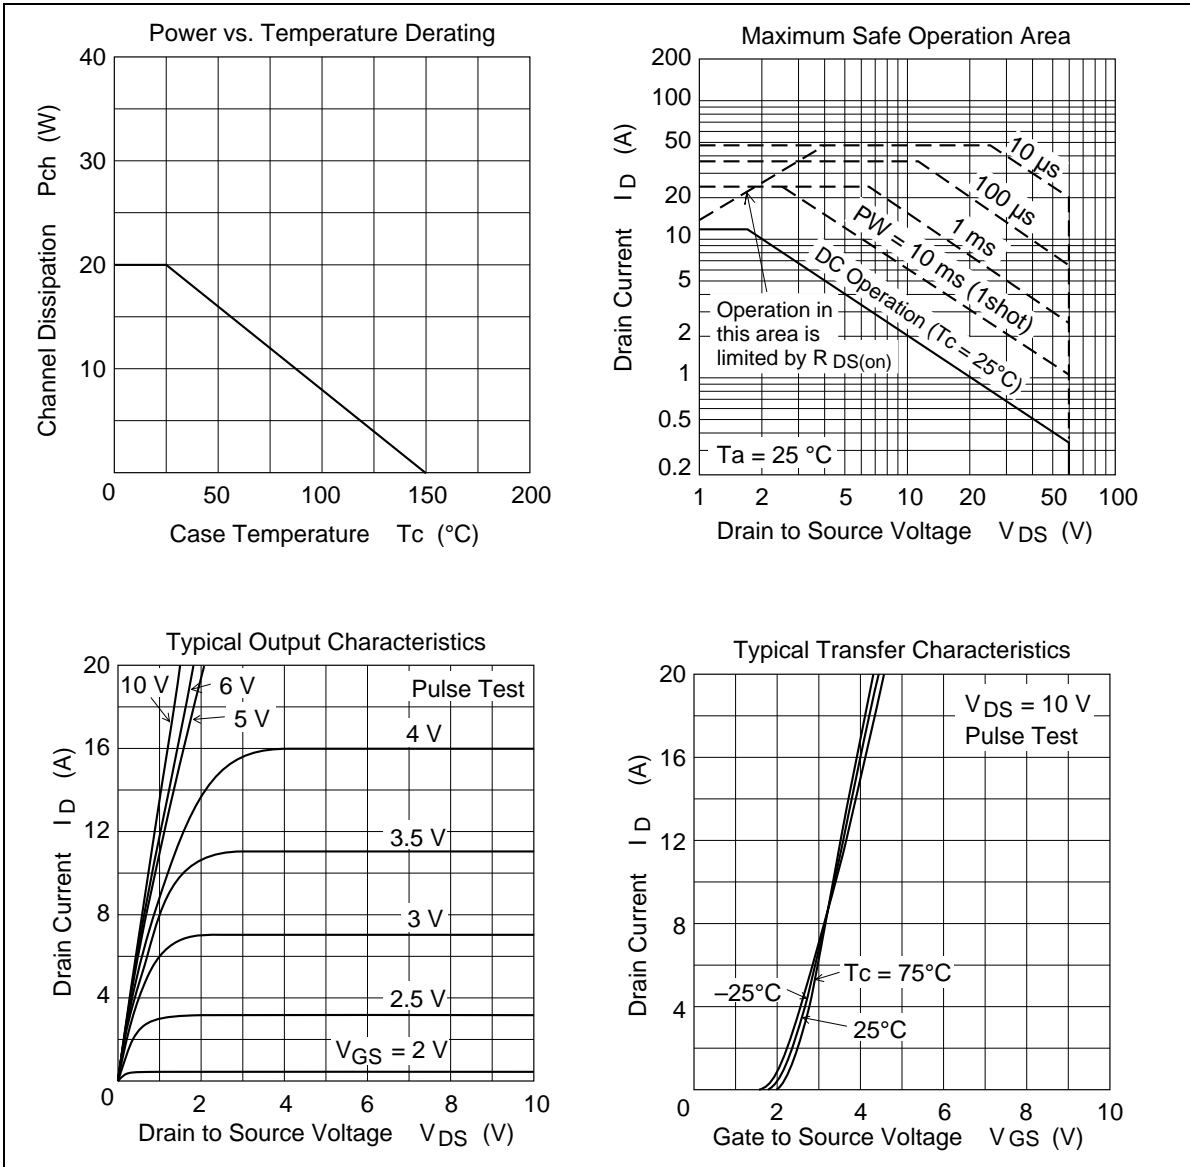 Power vs. Temperature Derating
40
30
20
10
0
50
100
150
200
Channel Dissipation Pch (W)
Case Temperature Tc (°C)
Maximum Safe Operation Area
200
100
50
20
10
5
2
1
0.5
0.2
1
2
5
10
20
50
100
Drain Current I D (A)
10 µs
100 µs
1 ms
PW = 10 ms (1shot)
DC Operation (Tc = 25°C)
Operation in
this area is
limited by R DS(on)
Ta = 25 °C
Drain to Source Voltage V DS (V)
Typical Output Characteristics
20
16
12
8
4
0
2
4
6
8
10
Drain Current I D (A)
10 V
6 V
5 V
Pulse Test
4 V
3.5 V
3 V
2.5 V
VGS = 2 V
Drain to Source Voltage V DS (V)
Typical Transfer Characteristics
20
16
12
8
4
0
2
4
6
8
10
Drain Current I D (A)
V DS = 10 V
Pulse Test
Tc = 75°C
–25°C
25°C
Gate to Source Voltage V GS (V)